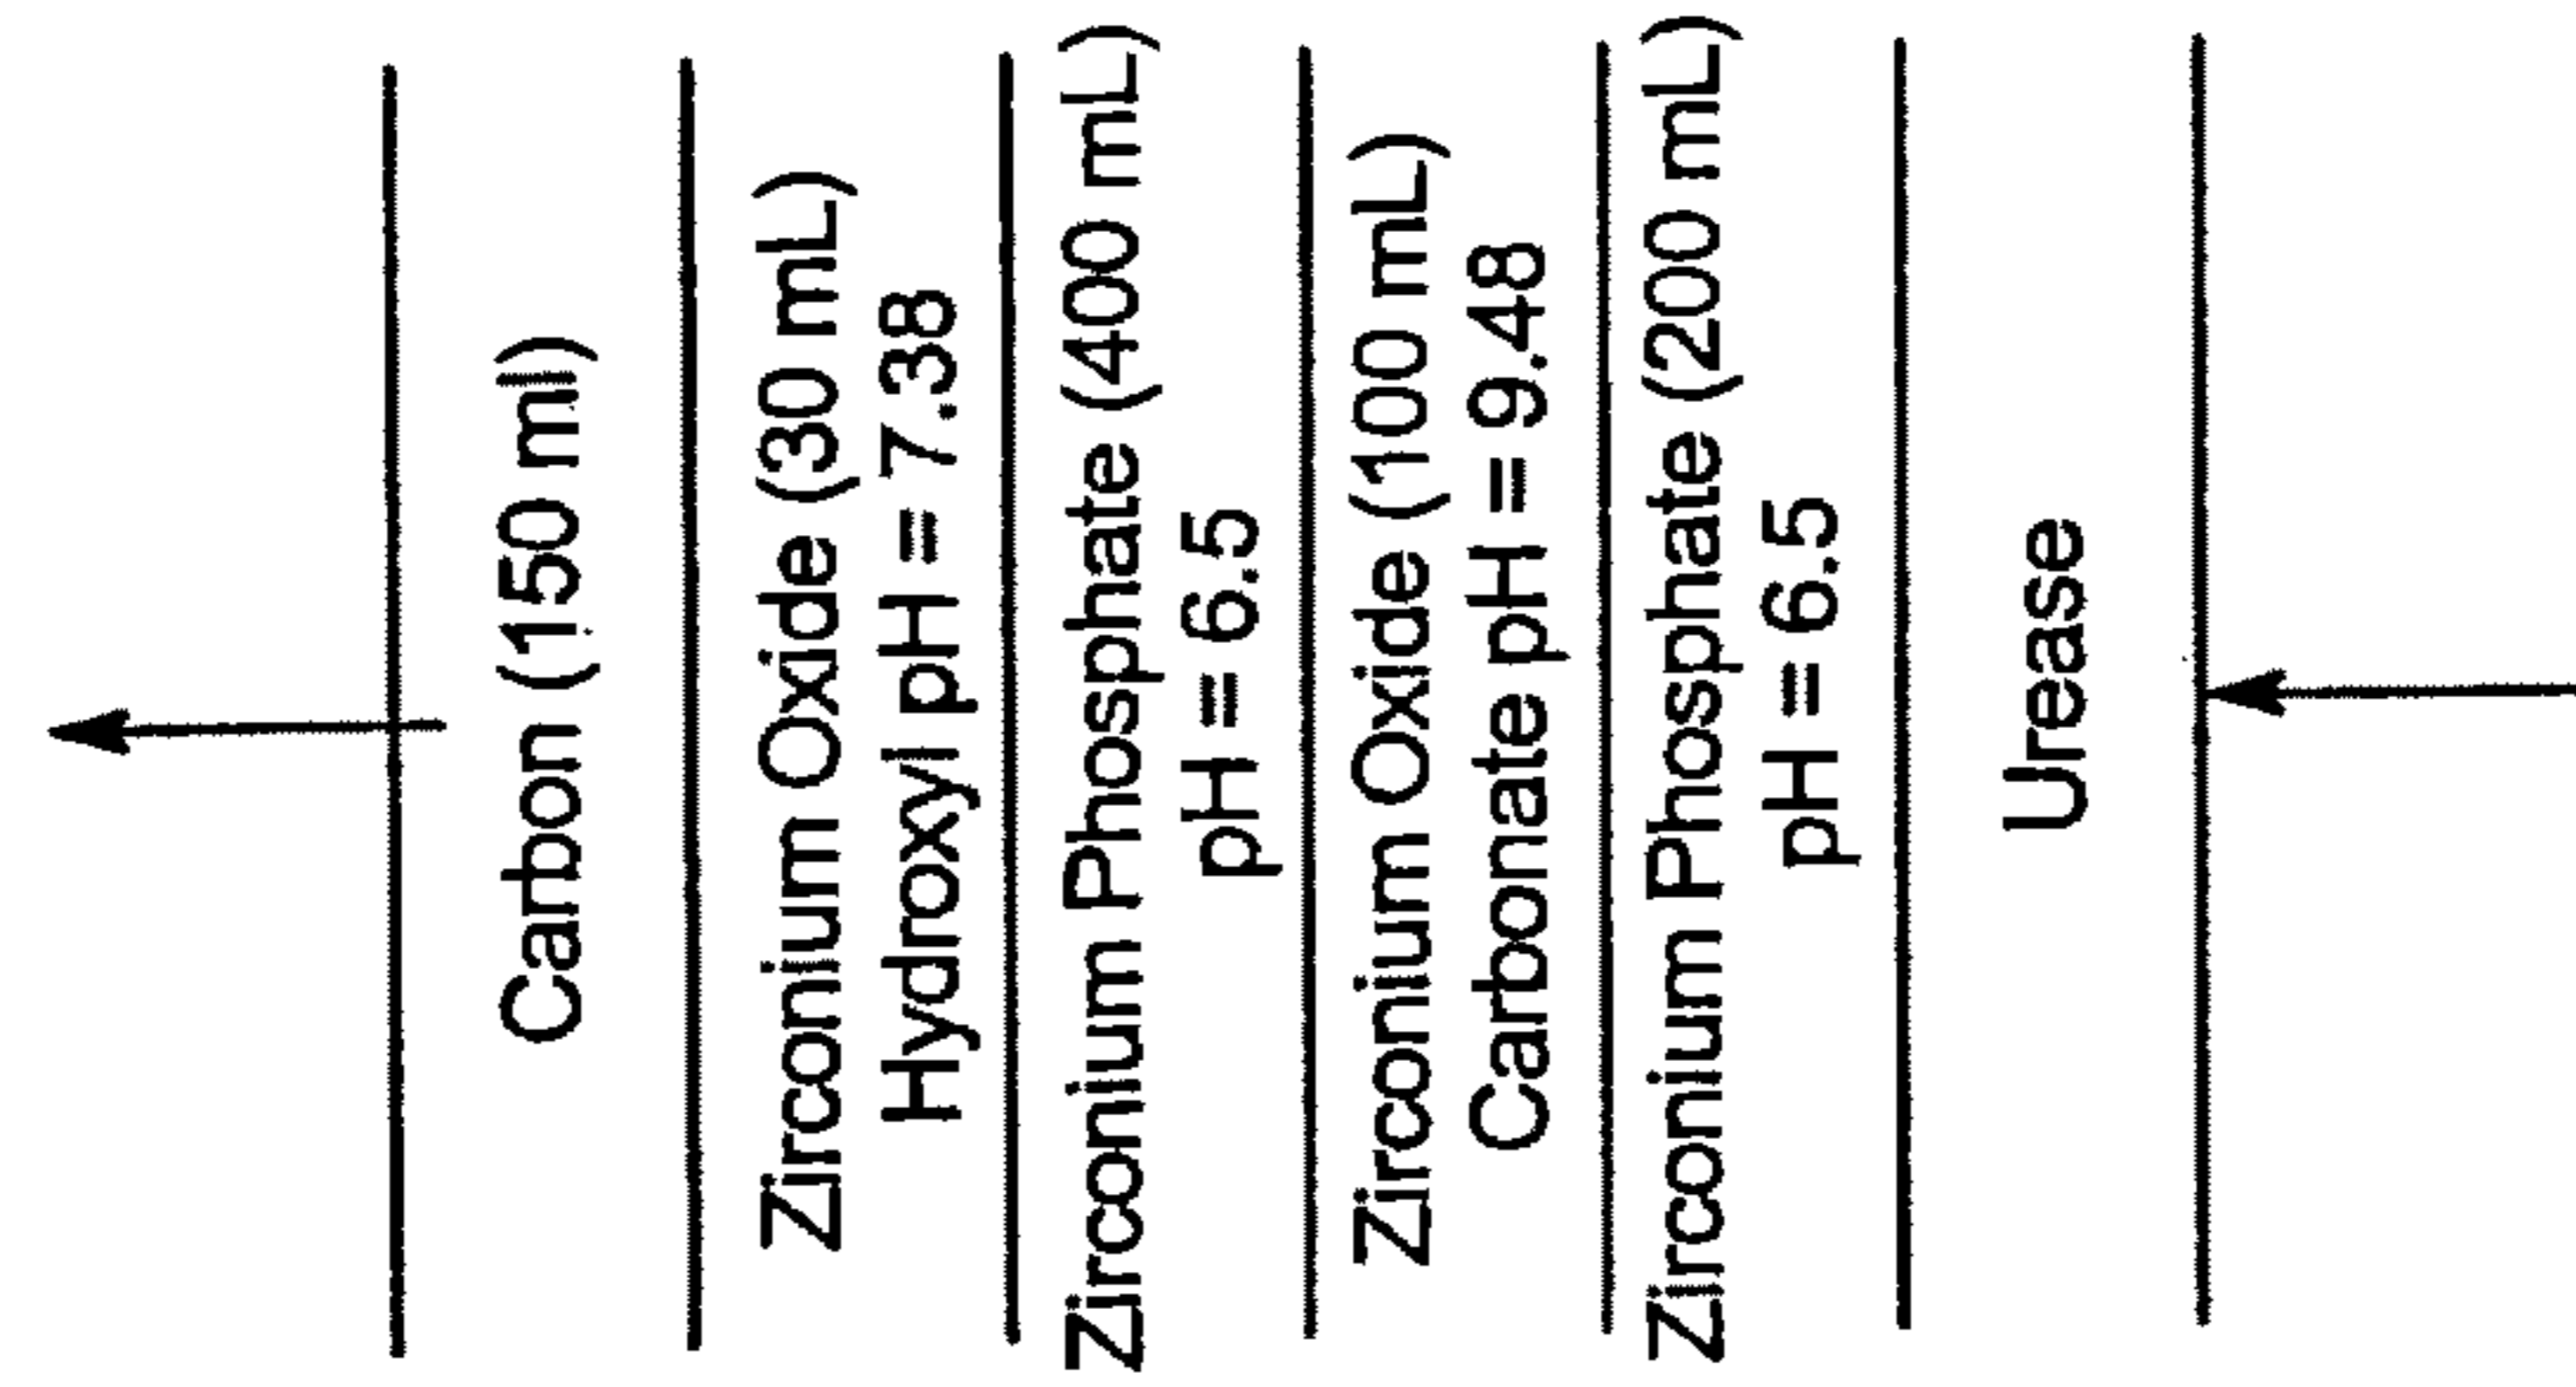 Carbon (150 ml)
Zirconium Oxide (30 mL)
Hydroxyl pH = 7.38
Zirconium Phosphate (400 mL)
pH = 6.5
Zirconium Oxide (100 mL)
Carbonate pH = 9.48
Zirconium Phosphate (200 mL)
pH = 6.5
Urease